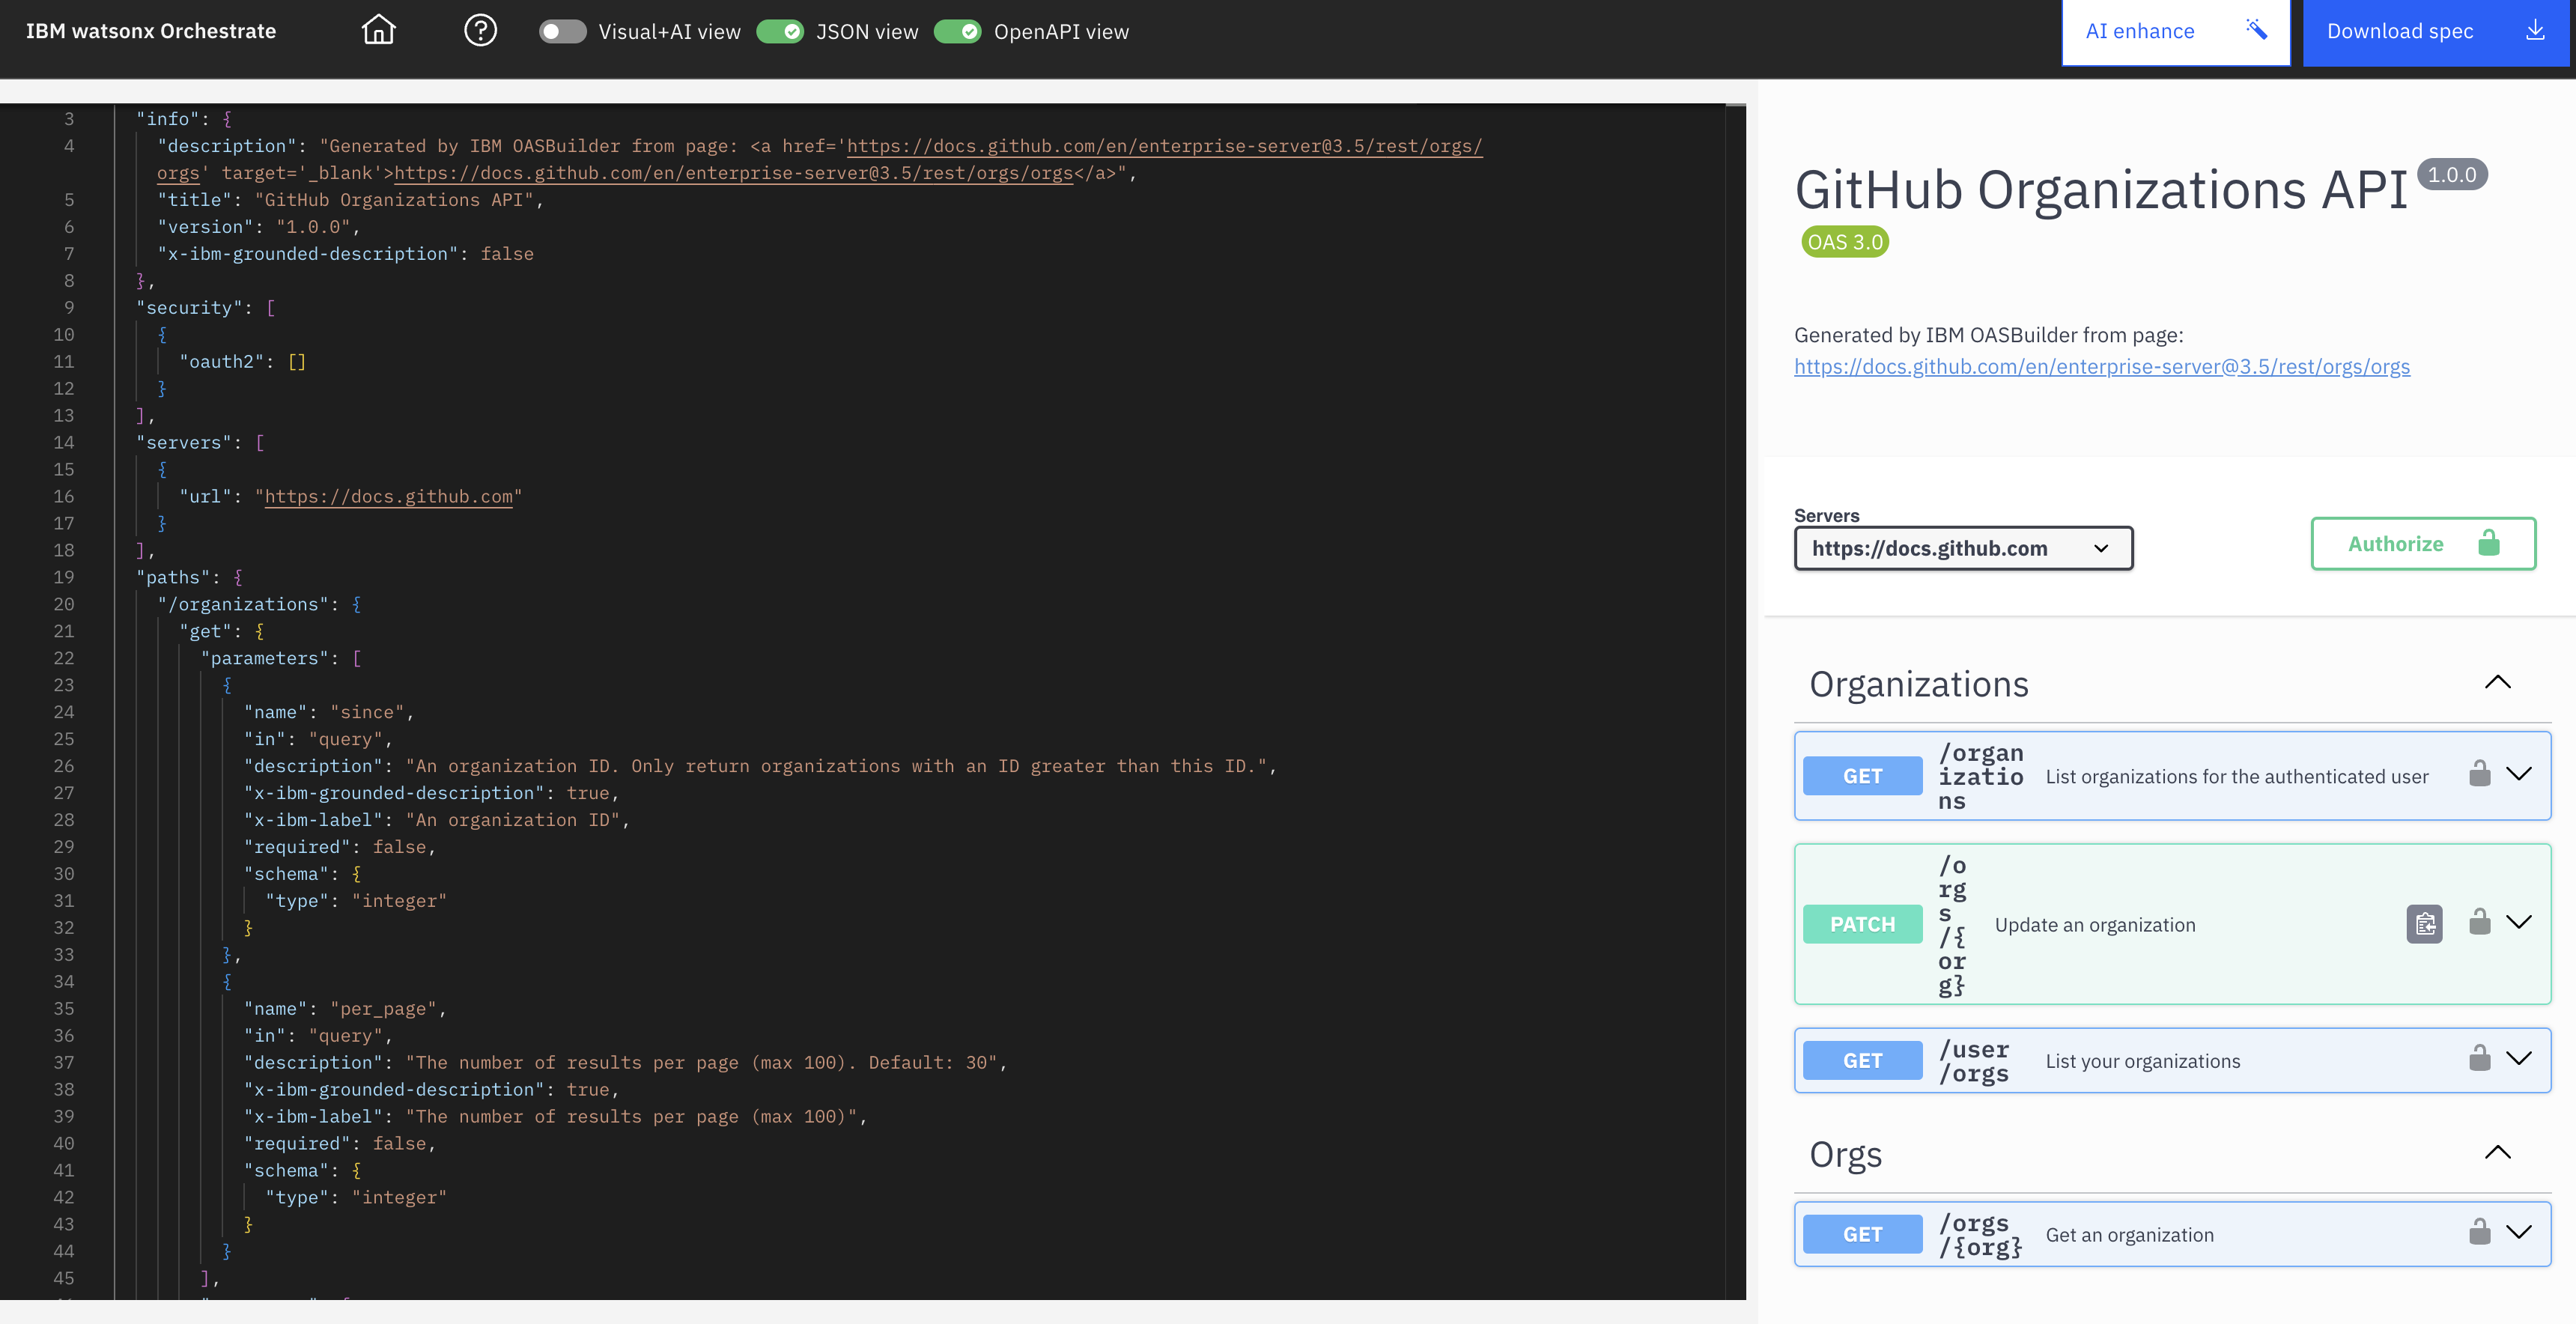 IBM watsonx Orchestrate
Visual+AI view
JSON view
OpenAPI view
AI enhance
Download spec
3 "info": {
4 "description": "Generated by IBM OASBuilder from page: <a href='https://docs.github.com/en/enterprise-server@3.5/rest/orgs/
orgs' target='_blank'>https://docs.github.com/en/enterprise-server@3.5/rest/orgs/orgs</a>",
5 "title": "GitHub Organizations API",
6 "version": "1.0.0",
7 "x-ibm-grounded-description": false
8 },
9 "security": [
10 {
11 "oauth2": []
12 }
13 ],
14 "servers": [
15 {
16 "url": "https://docs.github.com"
17 }
18 ],
19 "paths": {
20 "/organizations": {
21 "get": {
22 "parameters": [
23 {
24 "name": "since",
25 "in": "query",
26 "description": "An organization ID. Only return organizations with an ID greater than this ID.",
27 "x-ibm-grounded-description": true,
28 "x-ibm-label": "An organization ID",
29 "required": false,
30 "schema": {
31 "type": "integer"
32 }
33 },
34 {
35 "name": "per_page",
36 "in": "query",
37 "description": "The number of results per page (max 100). Default: 30",
38 "x-ibm-grounded-description": true,
39 "x-ibm-label": "The number of results per page (max 100)",
40 "required": false,
41 "schema": {
42 "type": "integer"
43 }
44 }
45 ],
GitHub Organizations API 1.0.0
OAS 3.0
Generated by IBM OASBuilder from page:
https://docs.github.com/en/enterprise-server@3.5/rest/orgs/orgs
Servers
https://docs.github.com
Authorize
Organizations
GET
/organ
izatio
ns
List organizations for the authenticated user
PATCH
/o
rg
s
/{
or
g}
Update an organization
GET
/user
/orgs
List your organizations
Orgs
GET
/orgs
/{org}
Get an organization